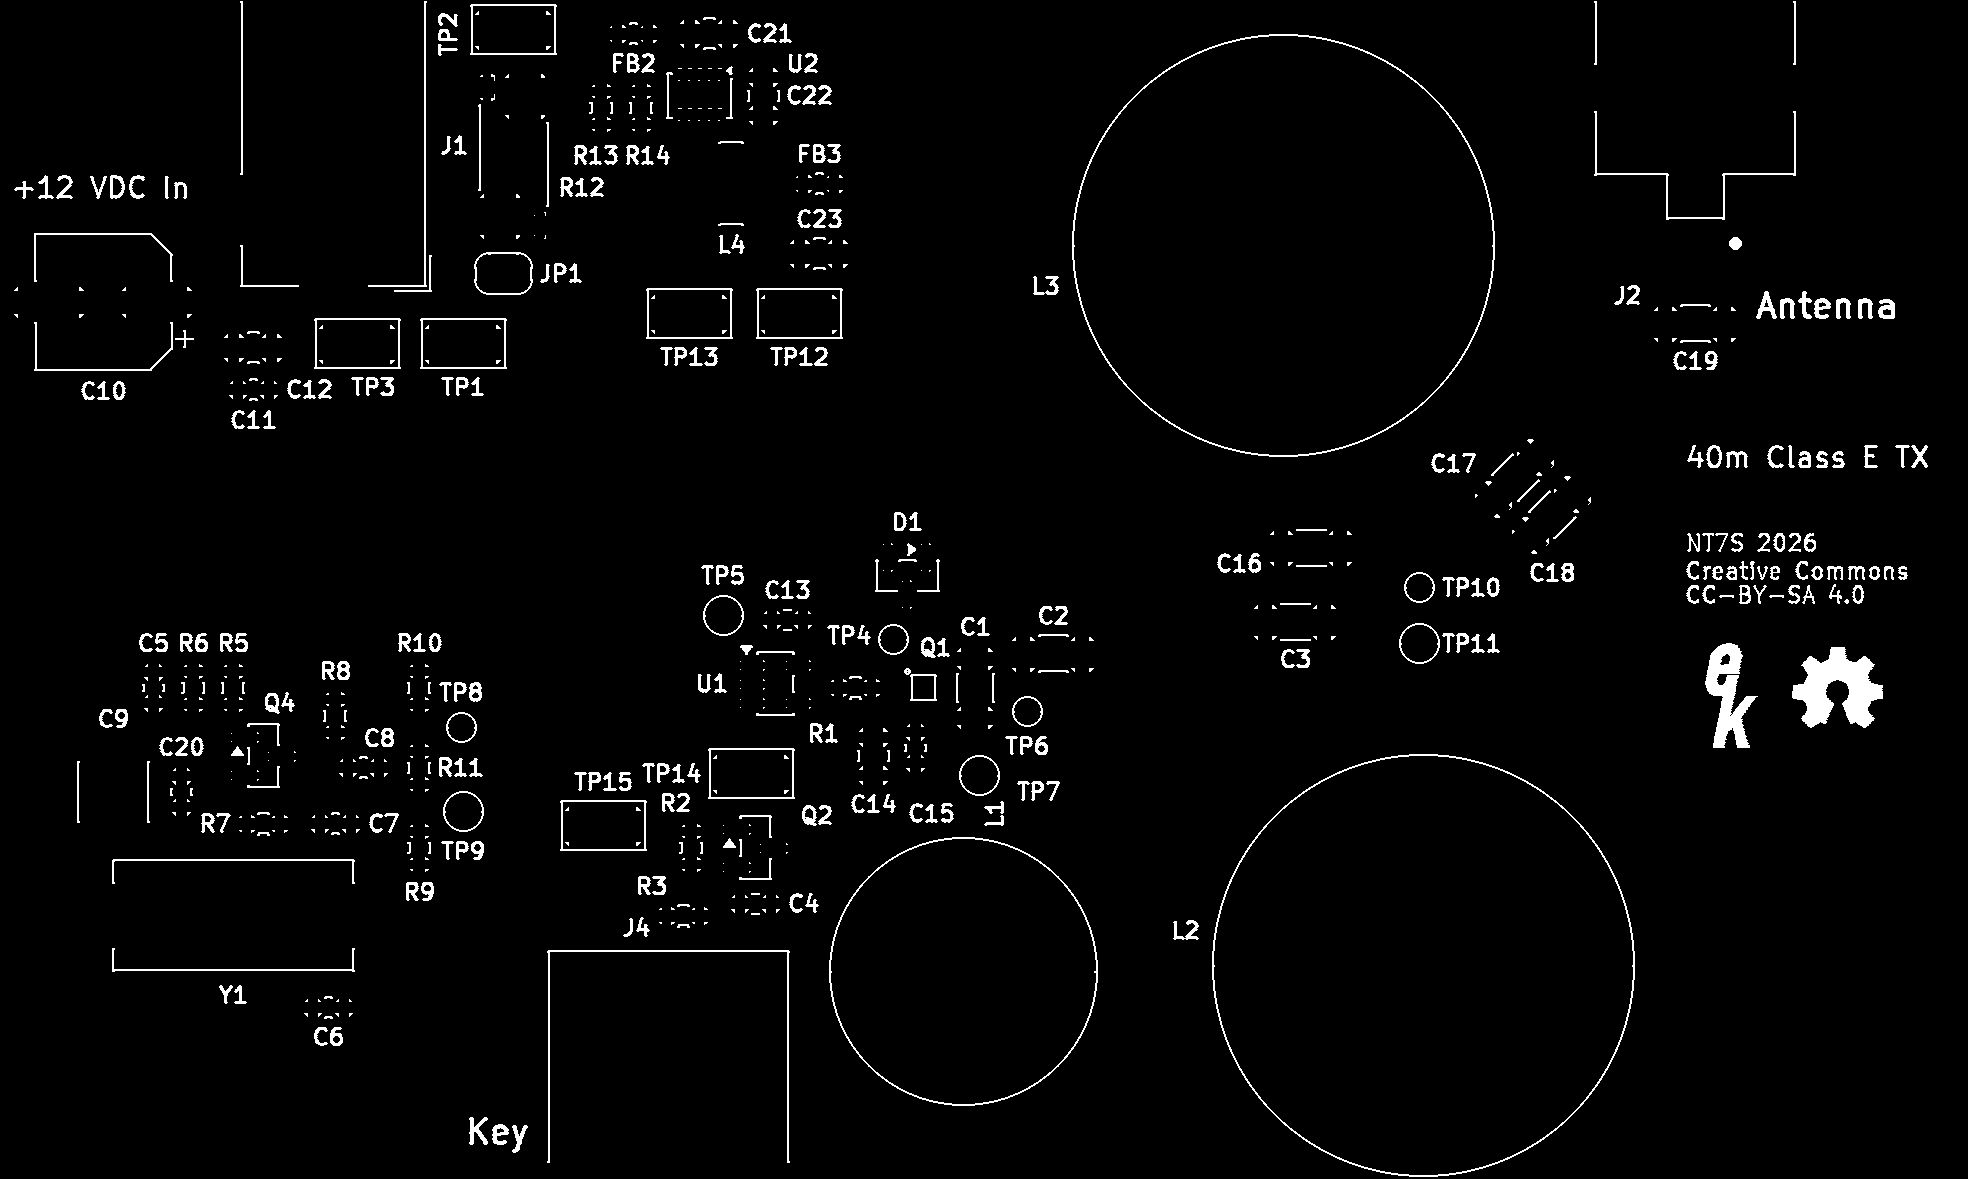 TP2
C21
FB2
U2
C22
J1
R13
R14
FB3
+12 VDC In
R12
C23
L4
JP1
L3
J2
Antenna
TP13
TP12
C19
C10
C12
TP3
TP1
C11
C17
40m Class E TX
D1
NT7S 2026
C16
C18
Creative Commons
CC-BY-SA 4.0
TP5
C13
TP10
C2
C1
TP4
Q1
TP11
C5
R6
R5
R10
C3
R8
U1
TP8
Q4
C9
R1
ek
C20
C8
TP6
R11
TP14
TP15
TP7
R2
C14
C15
L1
Q2
R7
C7
TP9
R3
R9
C4
J4
L2
Y1
C6
Key